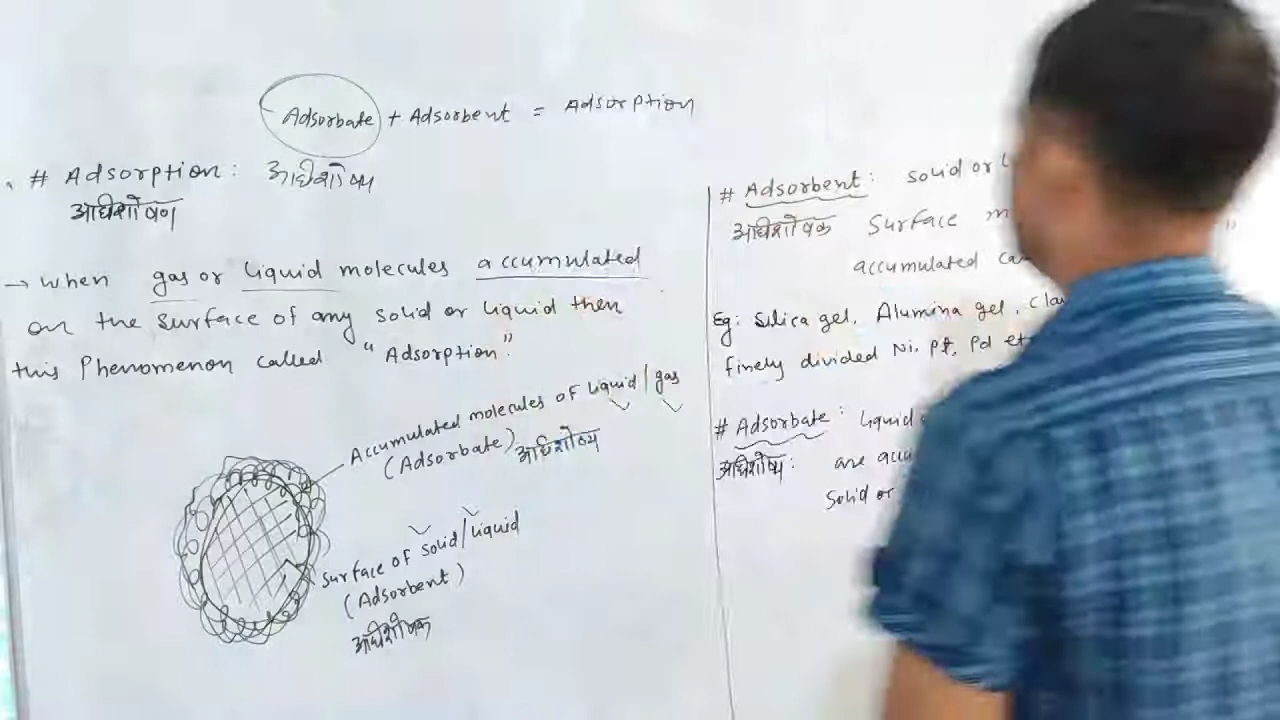 Adsorbate + Adsorbent = Adsorption
# Adsorption: अधिशोष्य
अधिशोषण
→ When gas or liquid molecules accumulated
on the surface of any solid or liquid then
this Phenomenon called "Adsorption".
Accumulated molecules of liquid/gas
(Adsorbate) अधिशोष्य
Surface of solid/liquid
(Adsorbent)
अधिशोषक
# Adsorbent: solid or
अधिशोषक Surface
accumulated
Eg: Silica gel, Alumina gel,
finely divided Ni, Pt, Pd
# Adsorbate: liquid
अधिशोष्य: are
solid or